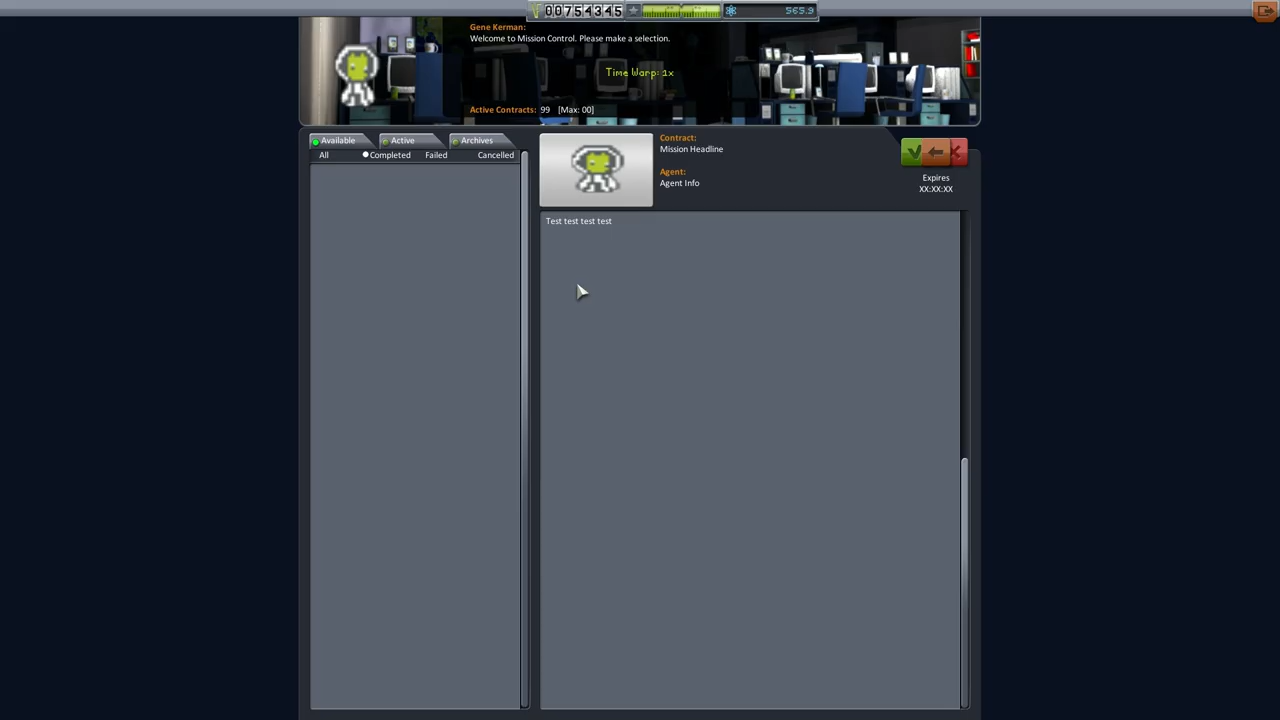 00754345
565.9
Gene Kerman:
Welcome to Mission Control. Please make a selection.
Time Warp: 1x
Active Contracts: 99 [Max: 00]
Available Active Archives
All Completed Failed Cancelled
Contract:
Mission Headline
Agent:
Agent Info
Expires
XX:XX:XX
Test test test test